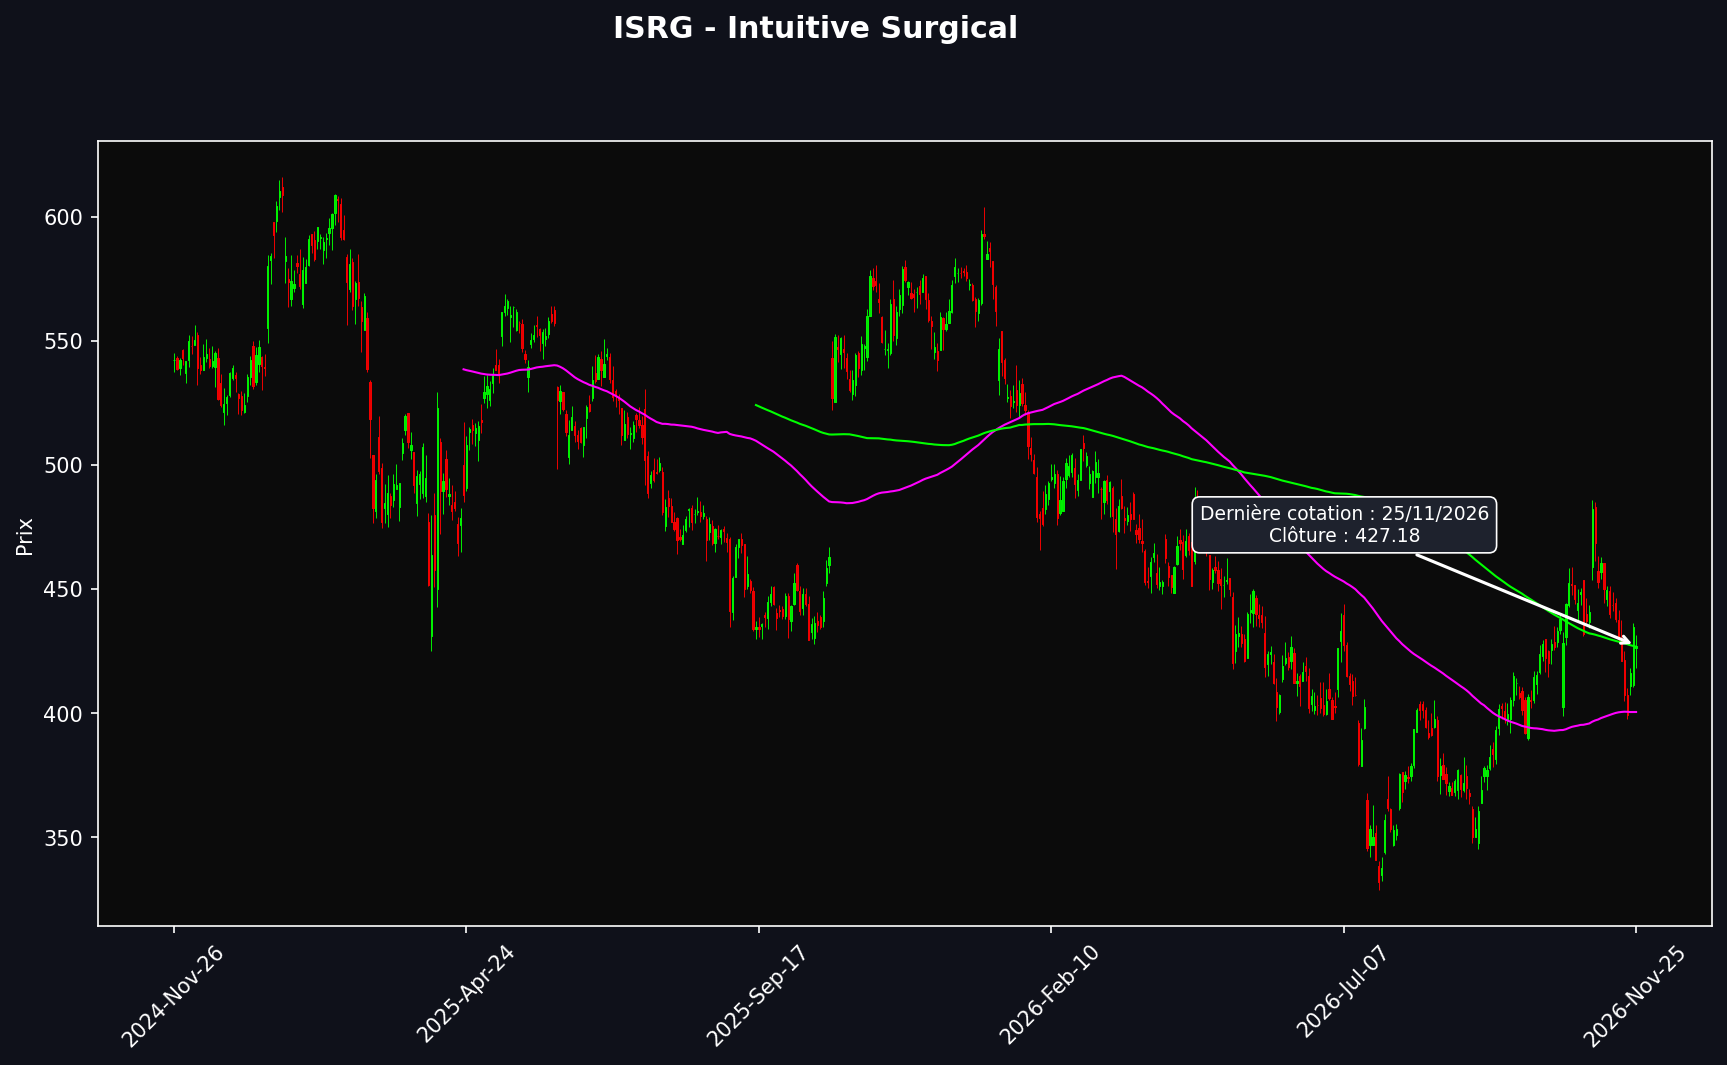 ISRG - Intuitive Surgical
Prix
600
550
500
450
400
350
Dernière cotation : 25/11/2026
Clôture : 427.18
2024-Nov-26
2025-Apr-24
2025-Sep-17
2026-Feb-10
2026-Jul-07
2026-Nov-25